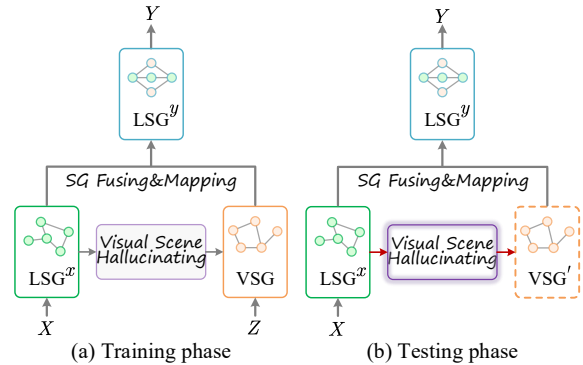 Y
Y
LSG^y
LSG^y
SG Fusing&Mapping
SG Fusing&Mapping
Visual Scene
Hallucinating
Visual Scene
Hallucinating
LSG^x
VSG
LSG^x
VSG′
X
Z
X
(a) Training phase
(b) Testing phase